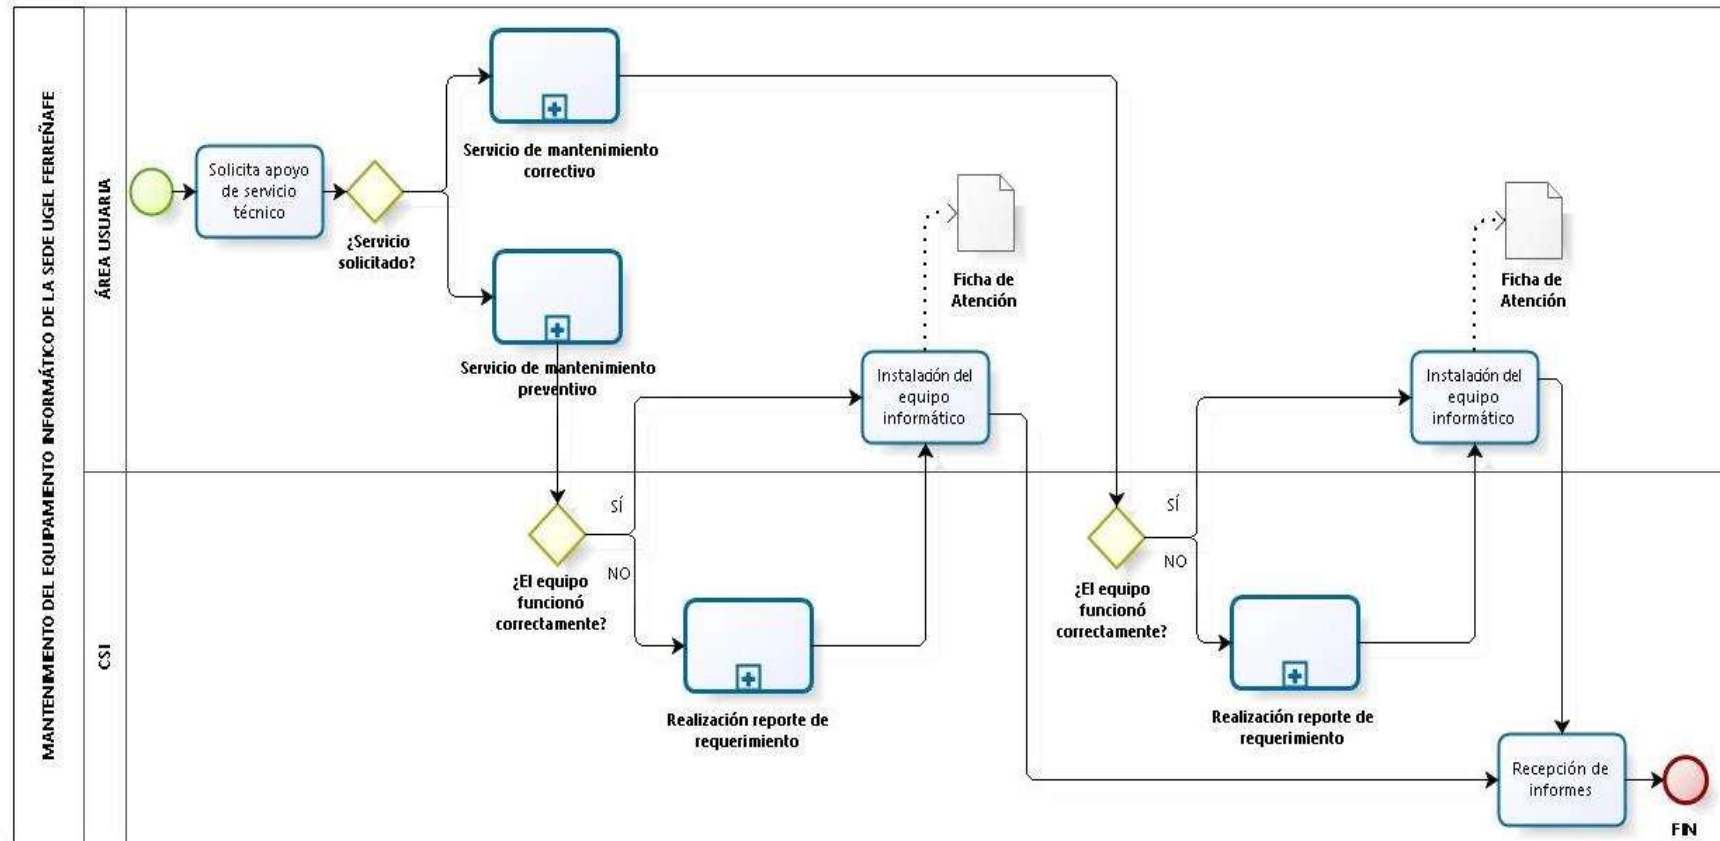 MANTENIMIENTO DEL EQUIPAMIENTO INFORMÁTICO DE LA SEDE UGEL FERREÑAFE
ÁREA USUARIA
Solicita apoyo
de servicio
técnico
¿Servicio
solicitado?
Servicio de mantenimiento
correctivo
Servicio de mantenimiento
preventivo
Ficha de
Atención
Instalación del
equipo
informático
Ficha de
Atención
Instalación del
equipo
informático
CSI
SÍ
NO
¿El equipo
funcionó
correctamente?
Realización reporte de
requerimiento
SÍ
NO
¿El equipo
funcionó
correctamente?
Realización reporte de
requerimiento
Recepción de
informes
FIN